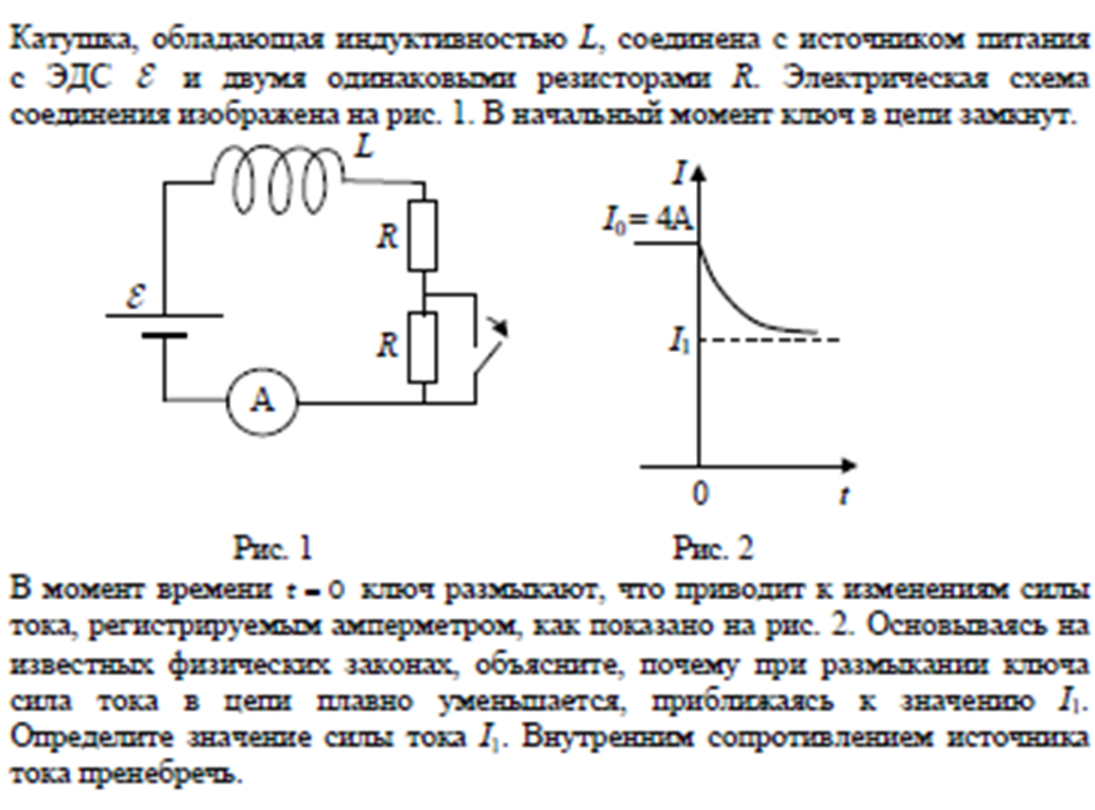 Катушка, обладающая индуктивностью L, соединена с источником питания
с ЭДС ℰ и двумя одинаковыми резисторами R. Электрическая схема
соединения изображена на рис. 1. В начальный момент ключ в цепи замкнут.
L
I
I₀ = 4А
R
ℰ
R
I₁
А
0
t
Рис. 1
Рис. 2
В момент времени t = 0 ключ размыкают, что приводит к изменениям силы
тока, регистрируемым амперметром, как показано на рис. 2. Основываясь на
известных физических законах, объясните, почему при размыкании ключа
сила тока в цепи плавно уменьшается, приближаясь к значению I₁.
Определите значение силы тока I₁. Внутренним сопротивлением источника
тока пренебречь.